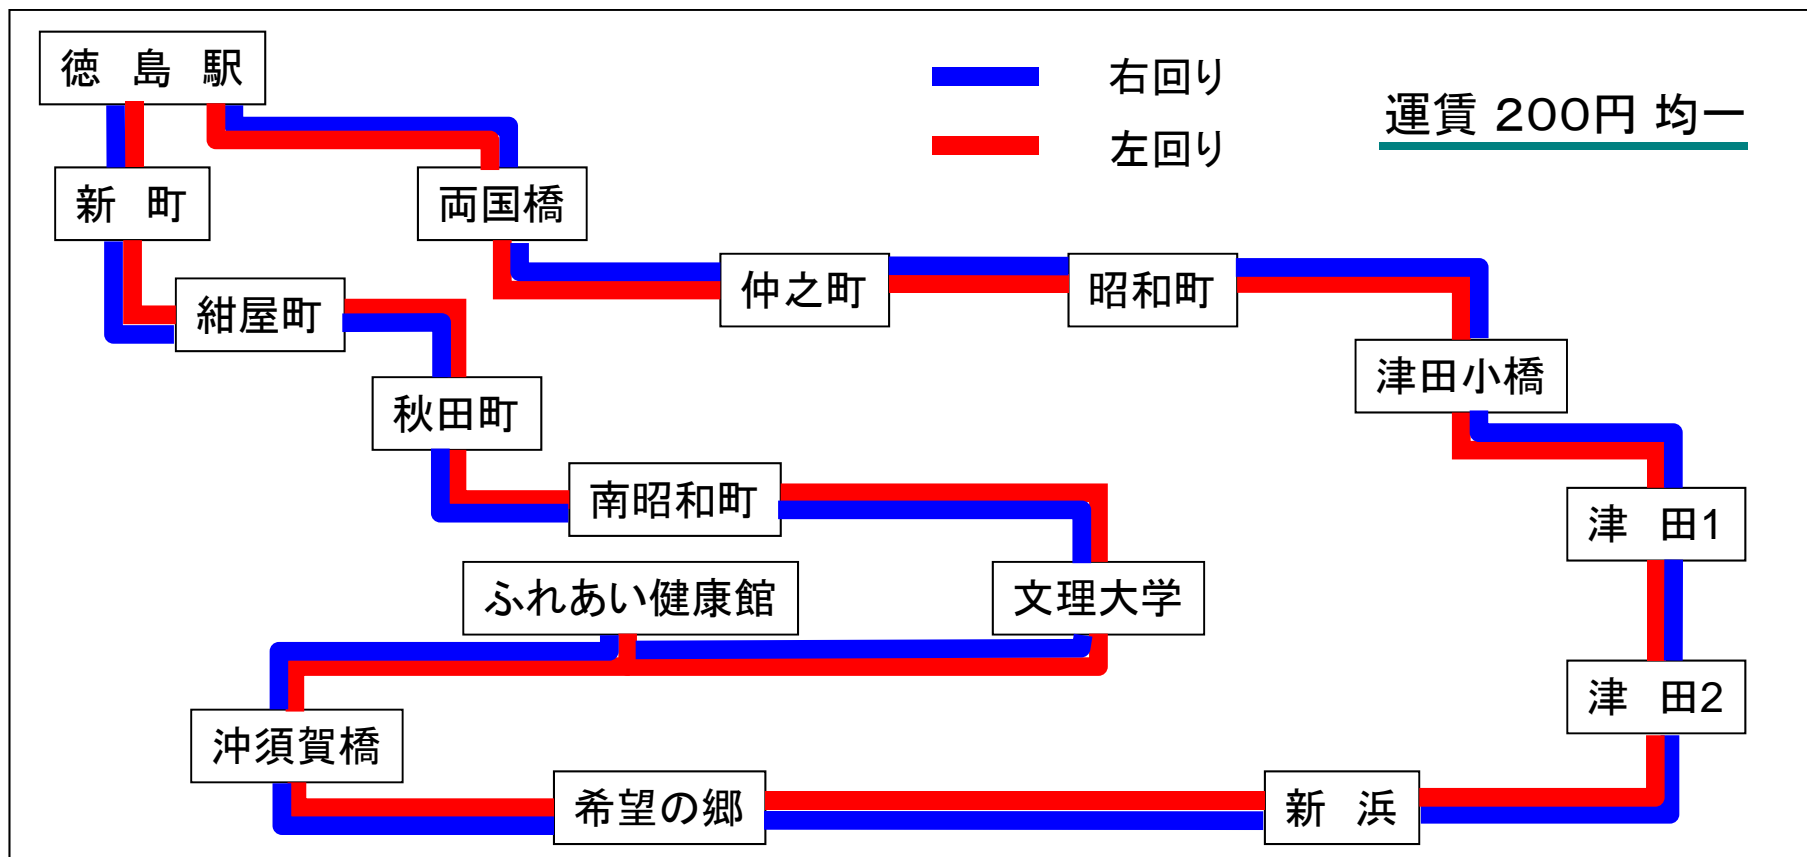 徳 島 駅
右回り
運賃 200円 均一
左回り
新 町
両国橋
仲之町
昭和町
紺屋町
津田小橋
秋田町
南昭和町
津 田1
ふれあい健康館
文理大学
津 田2
沖須賀橋
希望の郷
新 浜